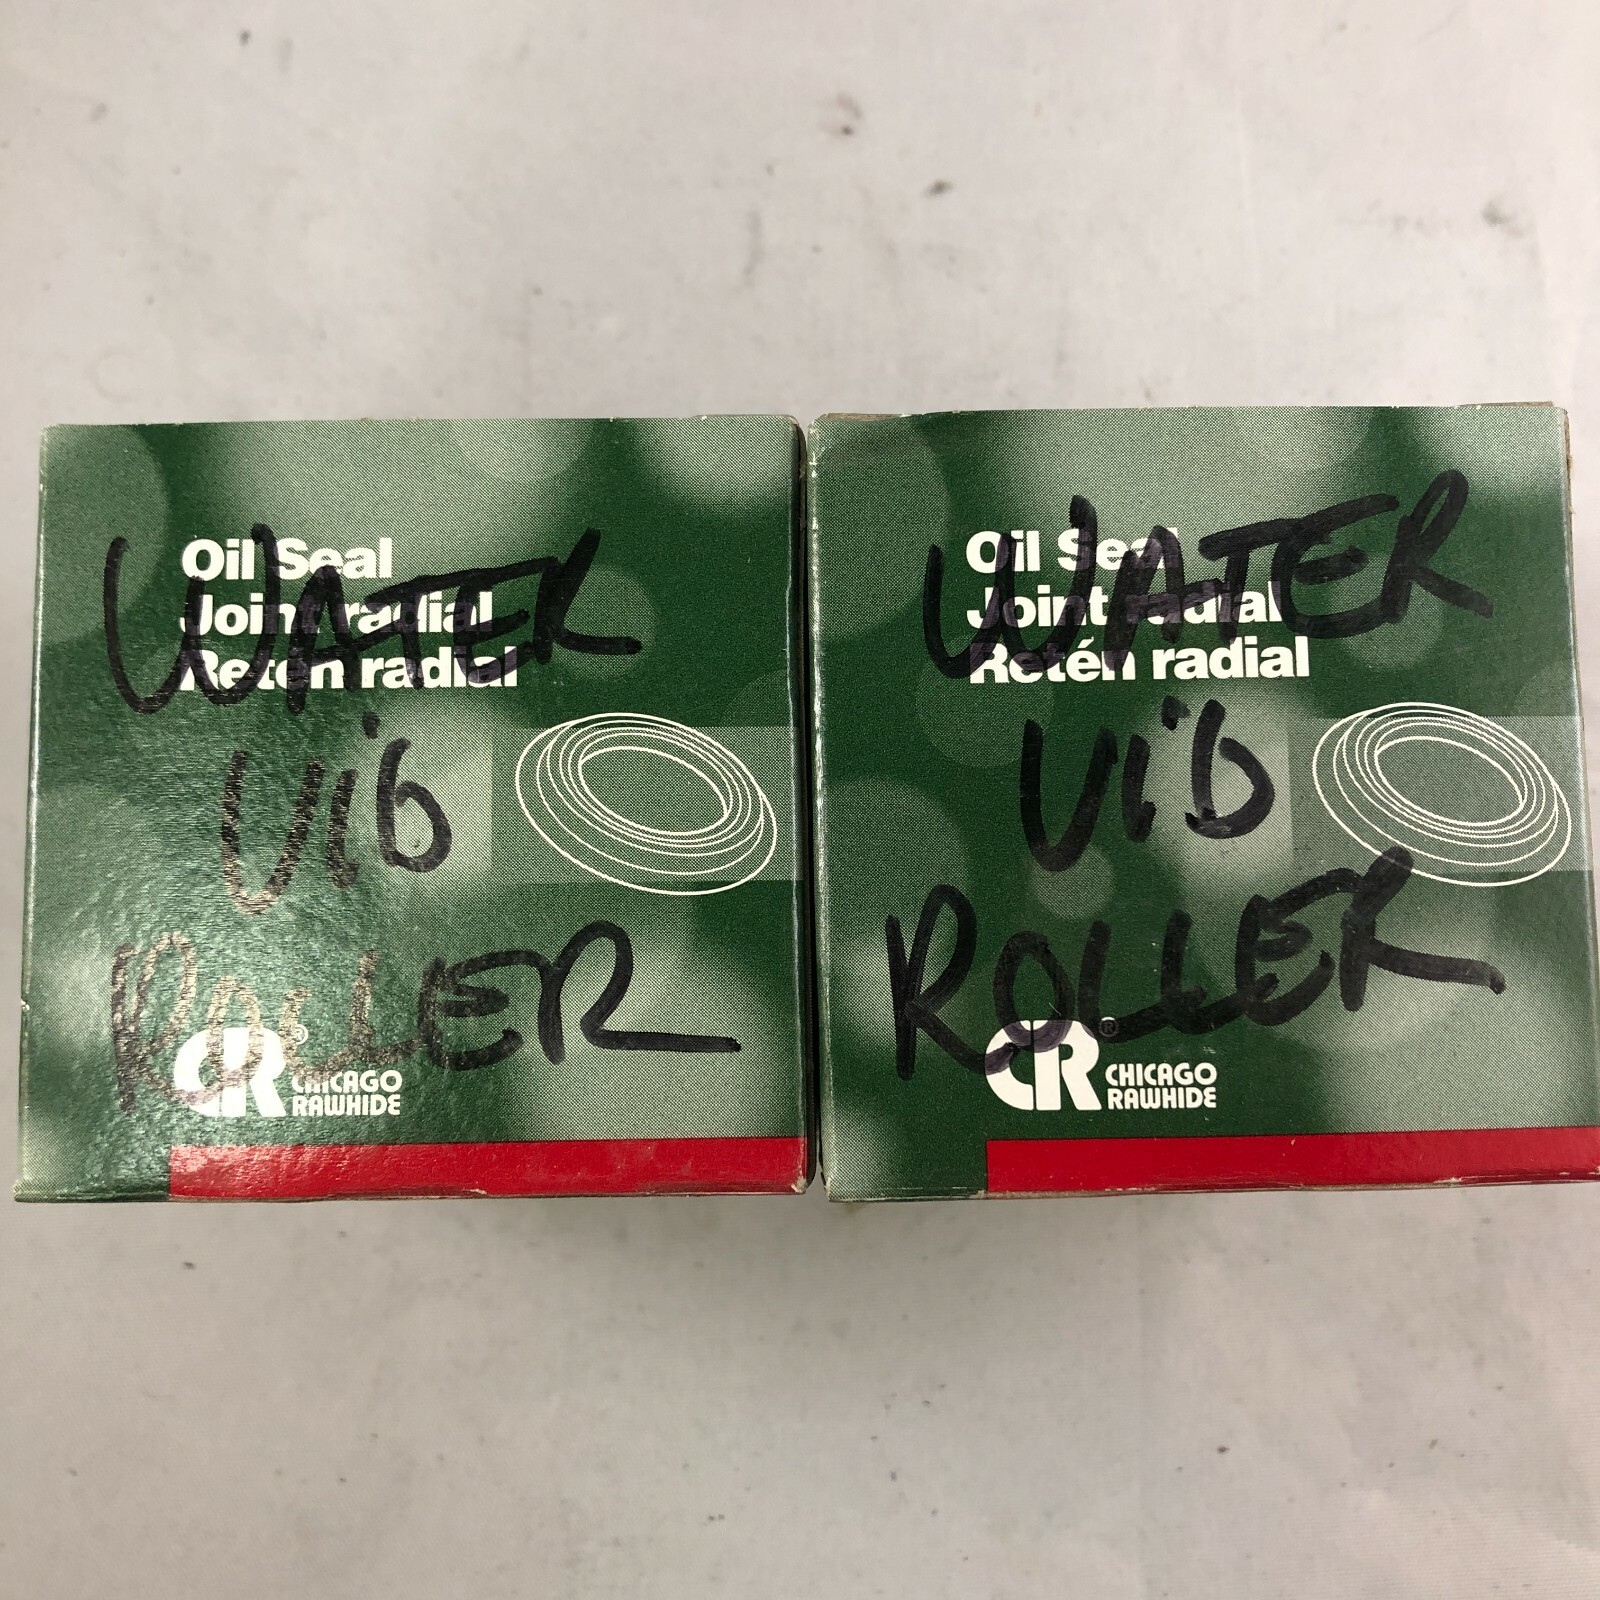 Oil Seal
Joint radial
Retén radial
WATER
Vib
ROLLER
CR® CHICAGO
RAWHIDE
Oil Seal
Joint radial
Retén radial
WATER
Vib
ROLLER
CR® CHICAGO
RAWHIDE